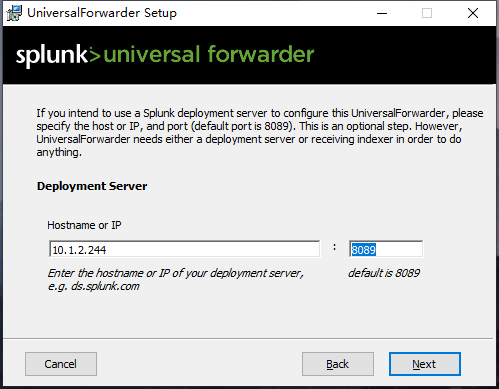 UniversalForwarder Setup
splunk> universal forwarder
If you intend to use a Splunk deployment server to configure this UniversalForwarder, please
specify the host or IP, and port (default port is 8089). This is an optional step. However,
UniversalForwarder needs either a deployment server or receiving indexer in order to do
anything.
Deployment Server
Hostname or IP
10.1.2.244 : 8089
Enter the hostname or IP of your deployment server, default is 8089
e.g. ds.splunk.com
Cancel Back Next